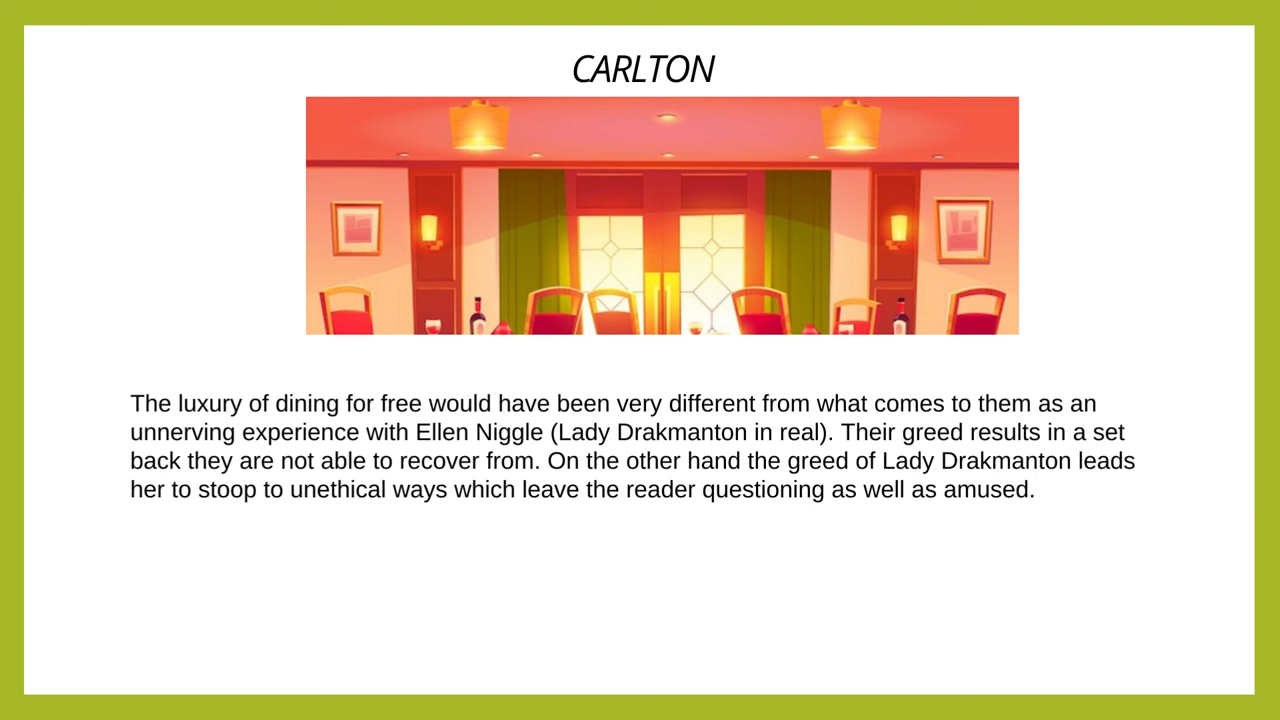 CARLTON
The luxury of dining for free would have been very different from what comes to them as an
unnerving experience with Ellen Niggle (Lady Drakmanton in real). Their greed results in a set
back they are not able to recover from. On the other hand the greed of Lady Drakmanton leads
her to stoop to unethical ways which leave the reader questioning as well as amused.